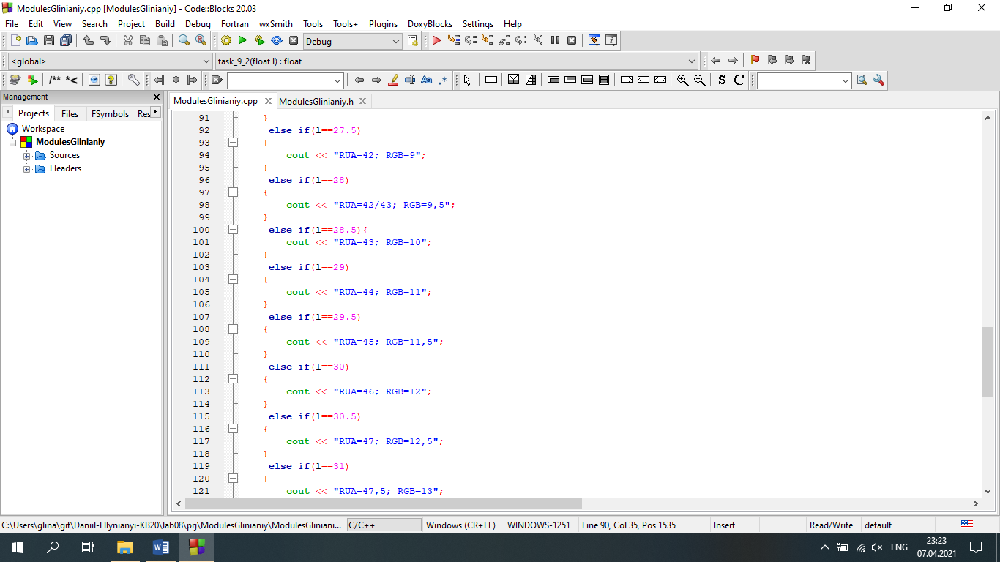 ModulesGlinianiy.cpp [ModulesGlinianiy] - Code::Blocks 20.03
File Edit View Search Project Build Debug Fortran wxSmith Tools Tools+ Plugins DoxyBlocks Settings Help
Debug
<global> task_9_2(float l) : float
/** *< S C
Management
ModulesGlinianiy.cpp ModulesGlinianiy.h
Projects Files FSymbols Res
Workspace
ModulesGlinianiy
Sources
Headers
91 }
92 else if(l==27.5)
93 {
94 cout << "RUA=42; RGB=9";
95 }
96 else if(l==28)
97 {
98 cout << "RUA=42/43; RGB=9,5";
99 }
100 else if(l==28.5){
101 cout << "RUA=43; RGB=10";
102 }
103 else if(l==29)
104 {
105 cout << "RUA=44; RGB=11";
106 }
107 else if(l==29.5)
108 {
109 cout << "RUA=45; RGB=11,5";
110 }
111 else if(l==30)
112 {
113 cout << "RUA=46; RGB=12";
114 }
115 else if(l==30.5)
116 {
117 cout << "RUA=47; RGB=12,5";
118 }
119 else if(l==31)
120 {
121 cout << "RUA=47,5; RGB=13";
C:\Users\glina\git\Daniil-Hlynianyi-KB20\lab08\prj\ModulesGlinianiy\ModulesGliniani... C/C++ Windows (CR+LF) WINDOWS-1251 Line 90, Col 35, Pos 1535 Insert Read/Write default
ENG 23:23
07.04.2021